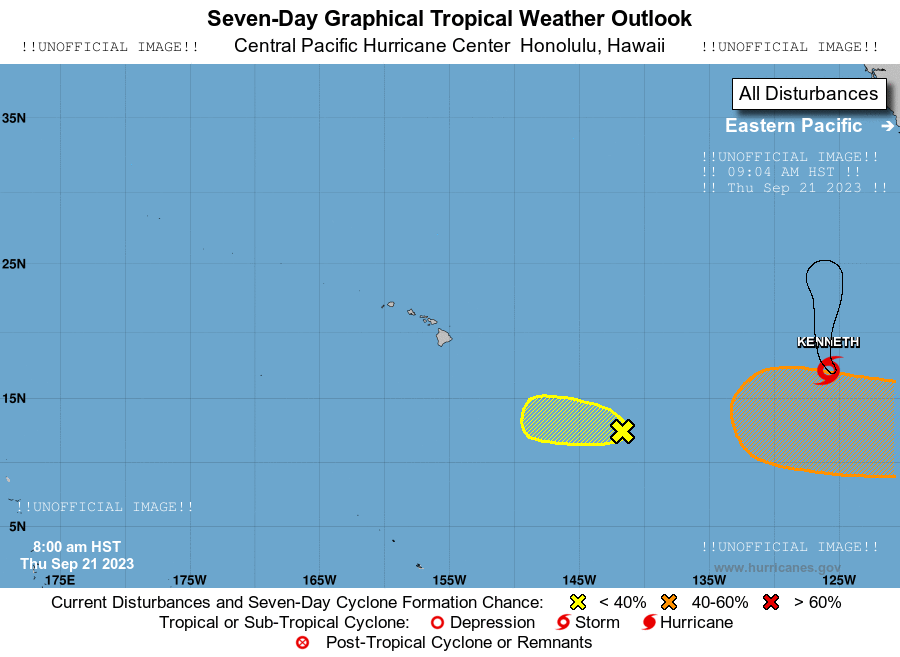 Seven-Day Graphical Tropical Weather Outlook
!!UNOFFICIAL IMAGE!! Central Pacific Hurricane Center Honolulu, Hawaii !!UNOFFICIAL IMAGE!!
All Disturbances
35N
Eastern Pacific →
!!UNOFFICIAL IMAGE!!
!! 09:04 AM HST !!
!! Thu Sep 21 2023 !!
25N
KENNETH
15N
!!UNOFFICIAL IMAGE!!
5N
8:00 am HST
Thu Sep 21 2023
!!UNOFFICIAL IMAGE!!
www.hurricanes.gov
175E 175W 165W 155W 145W 135W 125W
Current Disturbances and Seven-Day Cyclone Formation Chance: < 40% 40-60% > 60%
Tropical or Sub-Tropical Cyclone: Depression Storm Hurricane
Post-Tropical Cyclone or Remnants